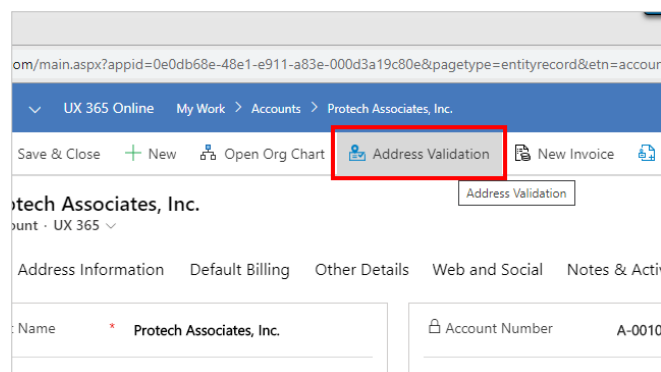 om/main.aspx?appid=0e0db68e-48e1-e911-a83e-000d3a19c80e&pagetype=entityrecord&etn=accour
UX 365 Online My Work > Accounts > Protech Associates, Inc.
Save & Close + New Open Org Chart Address Validation New Invoice
Address Validation
otech Associates, Inc.
ount · UX 365
Address Information Default Billing Other Details Web and Social Notes & Activ
t Name * Protech Associates, Inc. Account Number A-0010